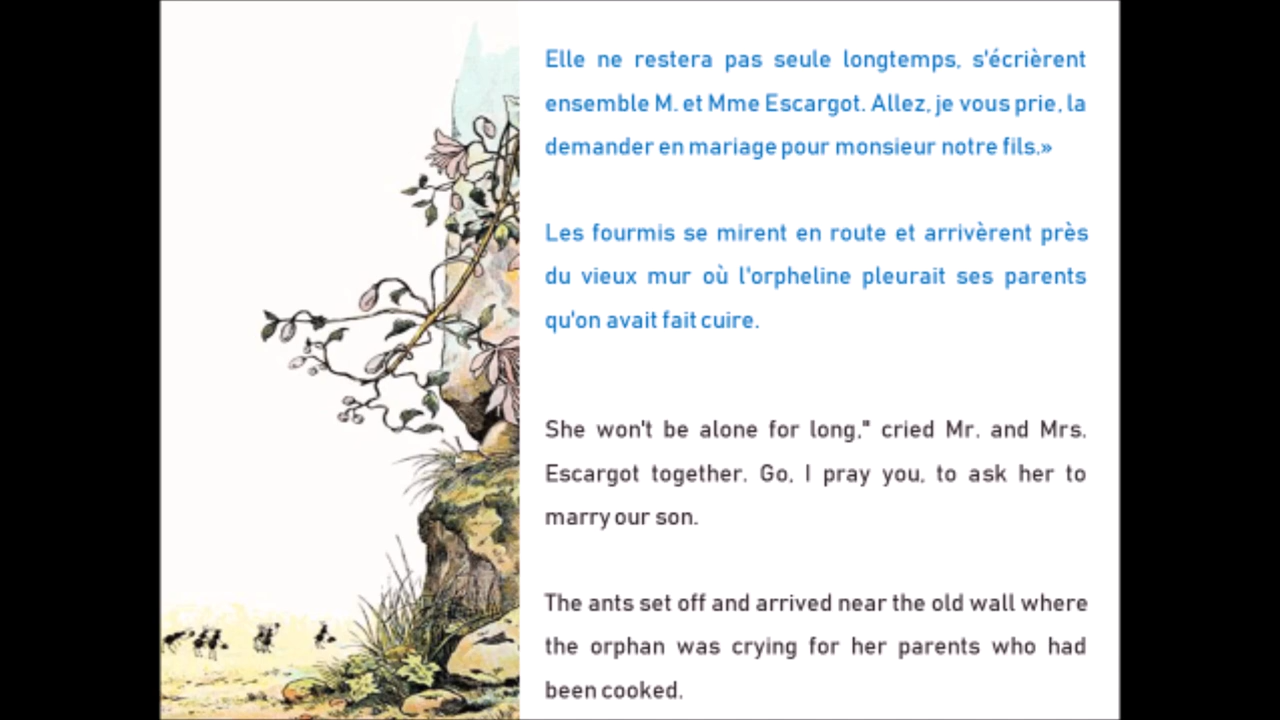 Elle ne restera pas seule longtemps, s'écrièrent
ensemble M. et Mme Escargot. Allez, je vous prie, la
demander en mariage pour monsieur notre fils.»
Les fourmis se mirent en route et arrivèrent près
du vieux mur où l'orpheline pleurait ses parents
qu'on avait fait cuire.
She won't be alone for long," cried Mr. and Mrs.
Escargot together. Go, I pray you, to ask her to
marry our son.
The ants set off and arrived near the old wall where
the orphan was crying for her parents who had
been cooked.